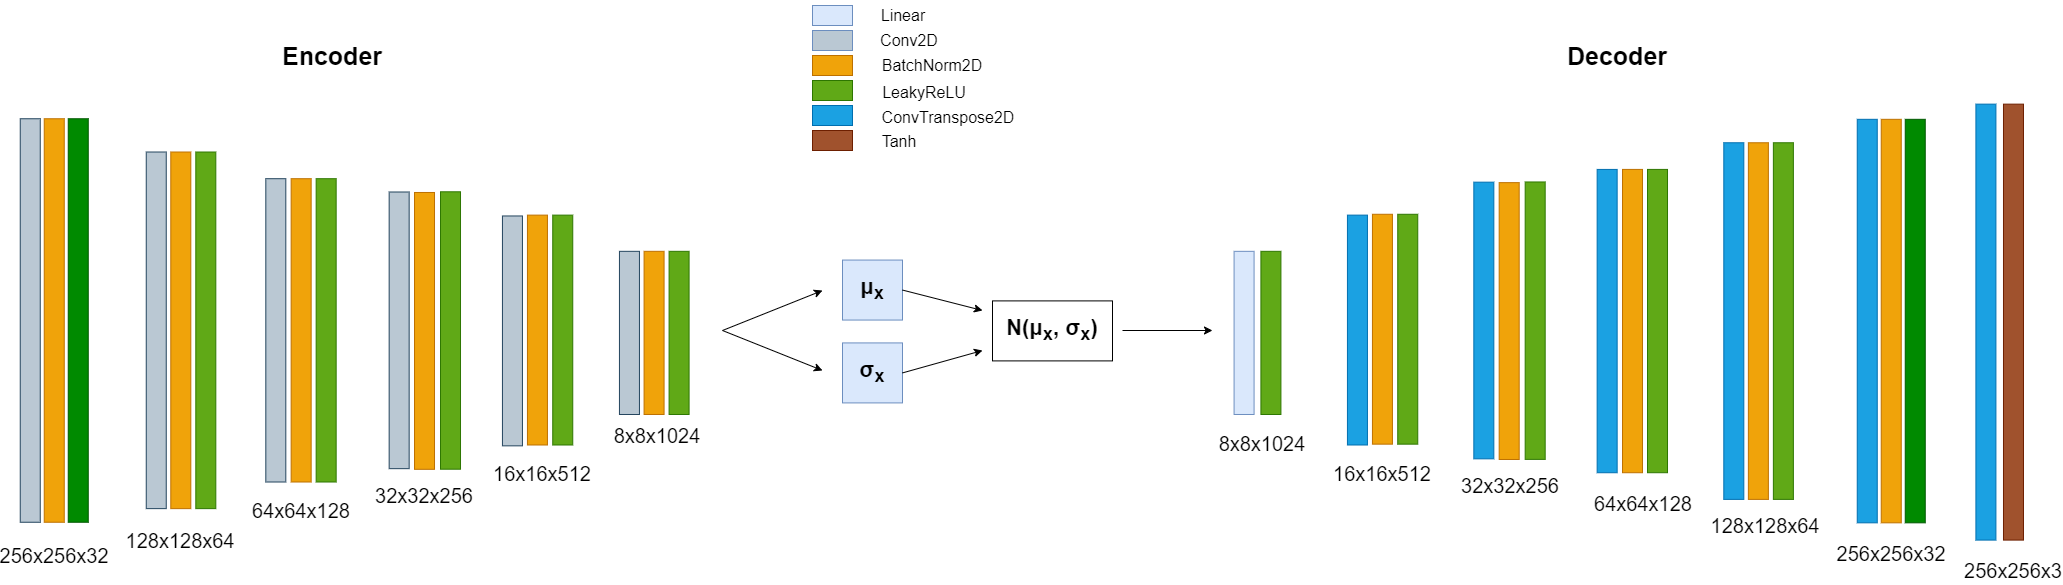 Encoder
Linear
Conv2D
BatchNorm2D
LeakyReLU
ConvTranspose2D
Tanh
Decoder
256x256x32
128x128x64
64x64x128
32x32x256
16x16x512
8x8x1024
μx
σx
N(μx, σx)
8x8x1024
16x16x512
32x32x256
64x64x128
128x128x64
256x256x32
256x256x3